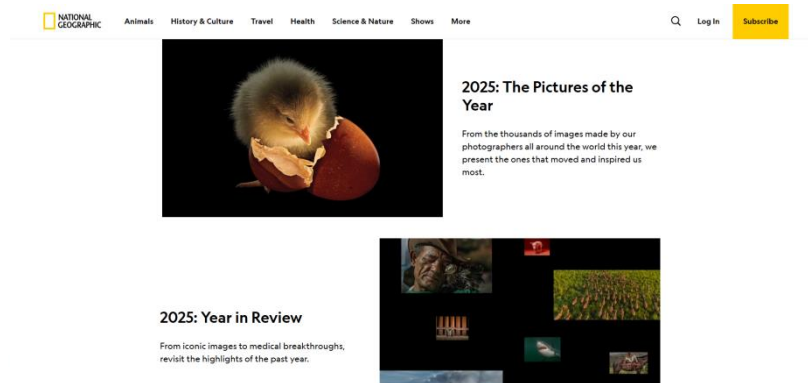 NATIONAL
GEOGRAPHIC
Animals History & Culture Travel Health Science & Nature Shows More
Log In Subscribe
2025: The Pictures of the
Year
From the thousands of images made by our
photographers all around the world this year, we
present the ones that moved and inspired us
most.
2025: Year in Review
From iconic images to medical breakthroughs,
revisit the highlights of the past year.